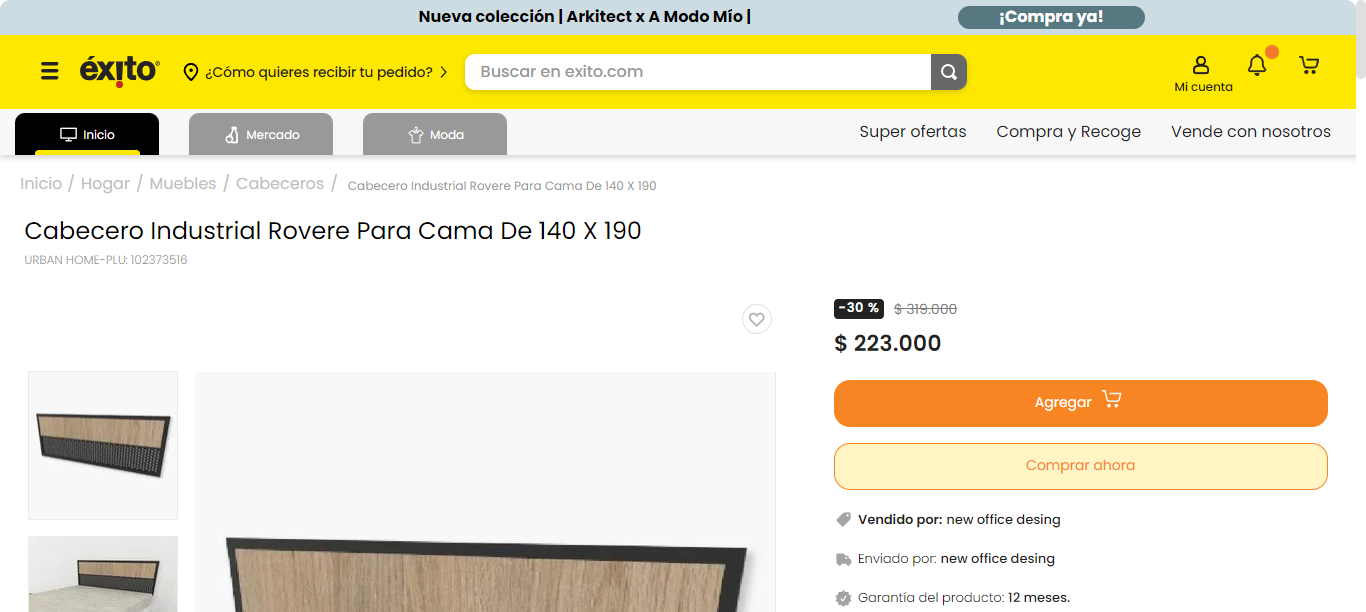 Nueva colección | Arkitect x A Modo Mío |
¡Compra ya!
éxito
¿Cómo quieres recibir tu pedido?
Buscar en exito.com
Mi cuenta
Inicio
Mercado
Moda
Super ofertas
Compra y Recoge
Vende con nosotros
Inicio / Hogar / Muebles / Cabeceros / Cabecero Industrial Rovere Para Cama De 140 X 190
Cabecero Industrial Rovere Para Cama De 140 X 190
URBAN HOME-PLU: 102373516
-30 % $ 319.000
$ 223.000
Agregar
Comprar ahora
Vendido por: new office desing
Enviado por: new office desing
Garantía del producto: 12 meses.